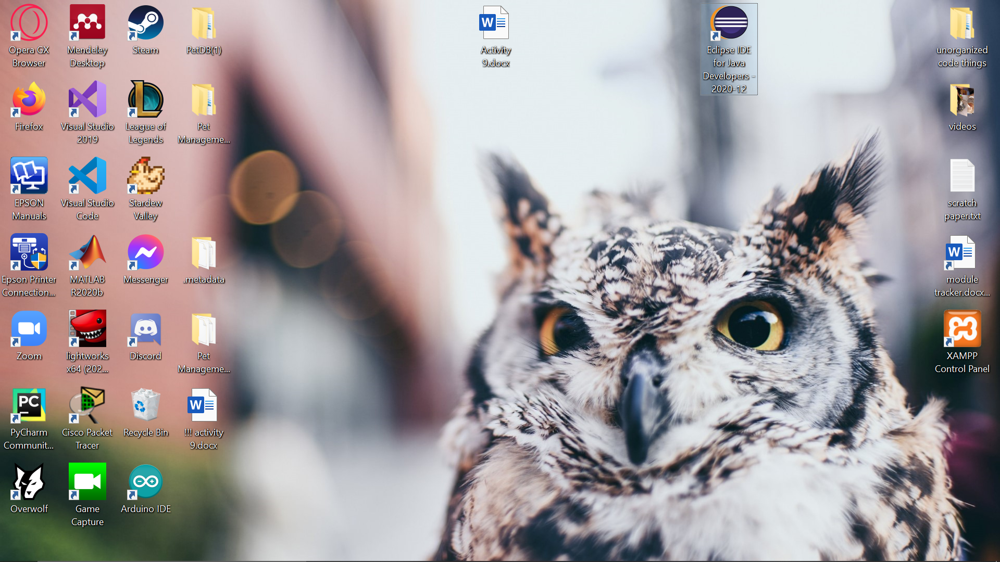 Opera GX
Browser
Mendeley
Desktop
Steam
PetDB(1)
W
Activity
9.docx
Eclipse IDE
for Java
Developers -
2020-12
unorganized
code things
Firefox
Visual Studio
2019
League of
Legends
Pet
Manageme...
videos
EPSON
Manuals
Visual Studio
Code
Stardew
Valley
scratch
paper.txt
Epson Printer
Connection...
MATLAB
R2020b
Messenger
.metadata
W
module
tracker.docx...
Zoom
lightworks
x64 (202...
Discord
Pet
Manageme...
XAMPP
Control Panel
PC
PyCharm
Communit...
Cisco Packet
Tracer
Recycle Bin
W
!!! activity
9.docx
Overwolf
Game
Capture
Arduino IDE